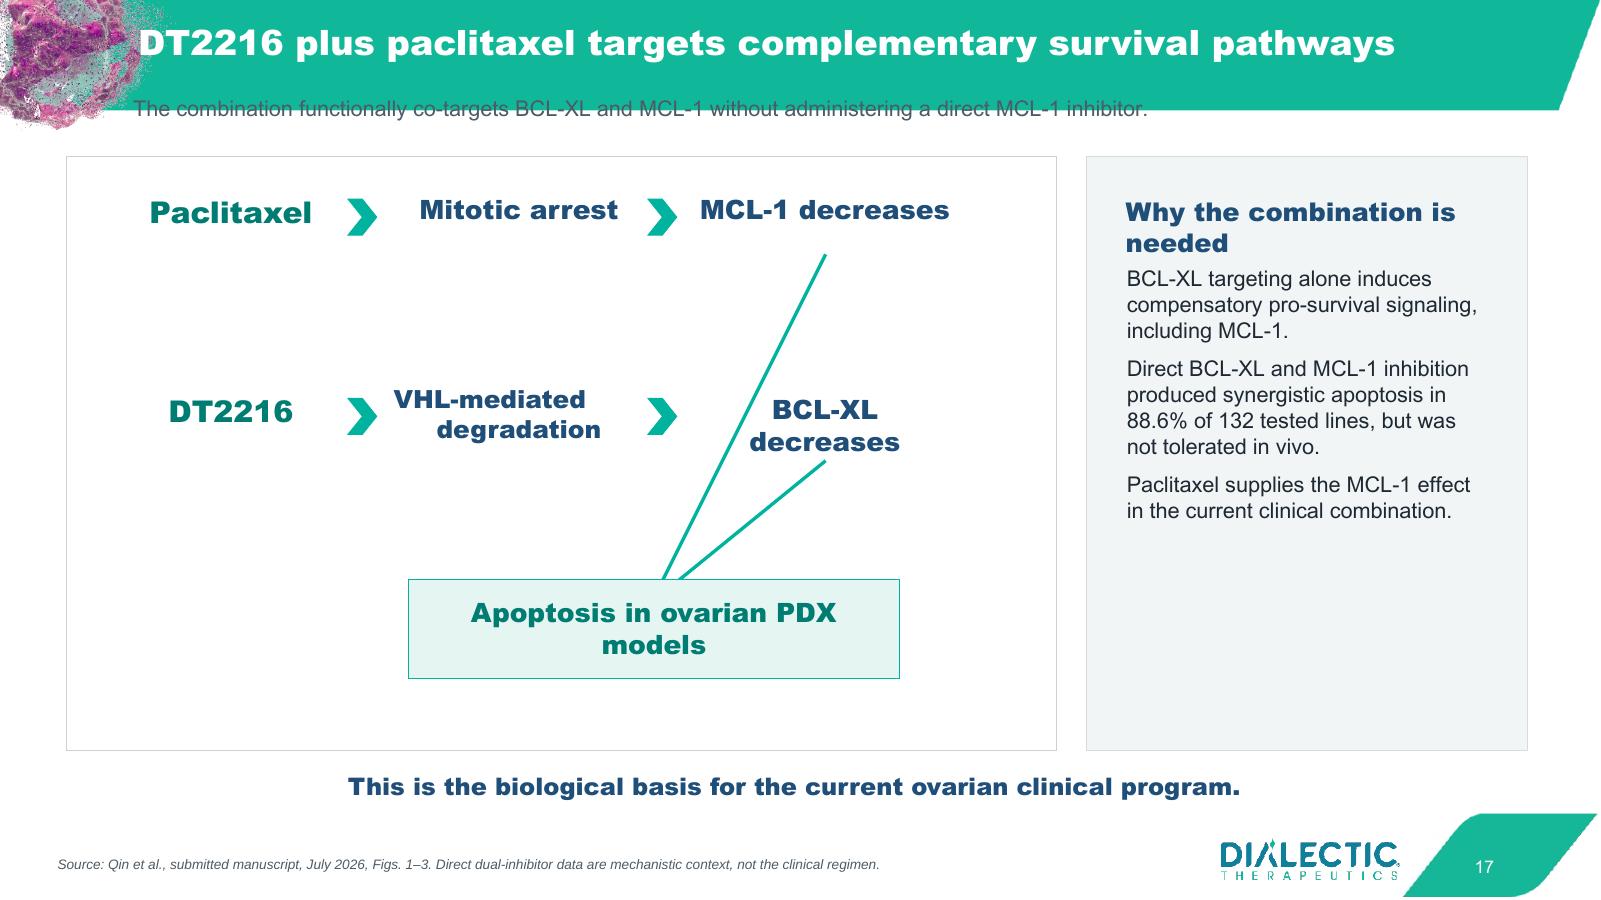 DT2216 plus paclitaxel targets complementary survival pathways
The combination functionally co-targets BCL-XL and MCL-1 without administering a direct MCL-1 inhibitor.
Paclitaxel
Mitotic arrest
MCL-1 decreases
DT2216
VHL-mediated
degradation
BCL-XL
decreases
Apoptosis in ovarian PDX
models
Why the combination is
needed
BCL-XL targeting alone induces
compensatory pro-survival signaling,
including MCL-1.
Direct BCL-XL and MCL-1 inhibition
produced synergistic apoptosis in
88.6% of 132 tested lines, but was
not tolerated in vivo.
Paclitaxel supplies the MCL-1 effect
in the current clinical combination.
This is the biological basis for the current ovarian clinical program.
Source: Qin et al., submitted manuscript, July 2026, Figs. 1–3. Direct dual-inhibitor data are mechanistic context, not the clinical regimen.
DIALECTIC
THERAPEUTICS
17